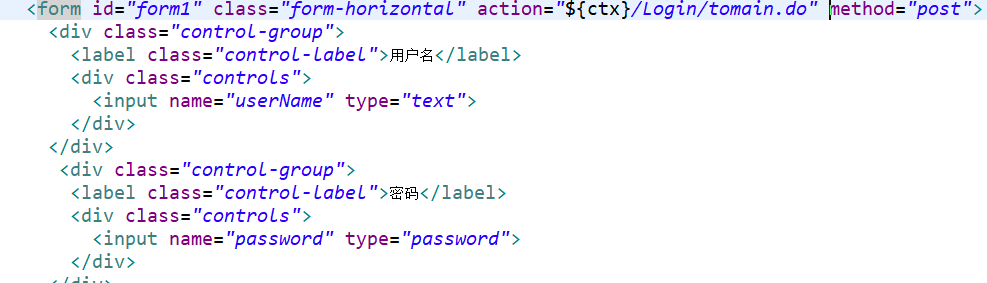 <form id="form1" class="form-horizontal" action="${ctx}/Login/tomain.do" method="post">
<div class="control-group">
<label class="control-label">用户名</label>
<div class="controls">
<input name="userName" type="text">
</div>
</div>
<div class="control-group">
<label class="control-label">密码</label>
<div class="controls">
<input name="password" type="password">
</div>
</div>